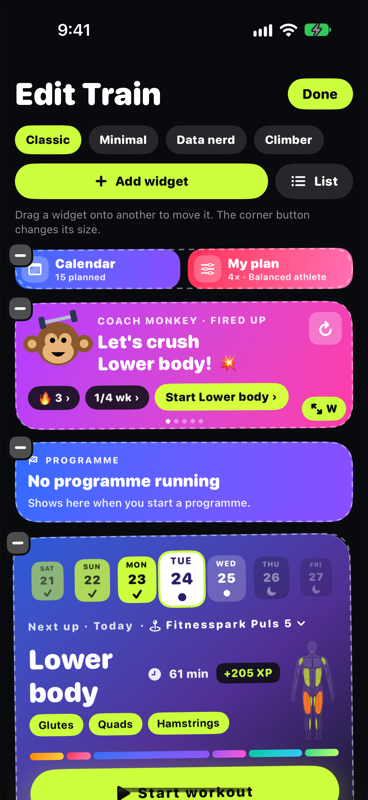 9:41
Edit Train
Done
Classic
Minimal
Data nerd
Climber
+ Add widget
List
Drag a widget onto another to move it. The corner button
changes its size.
Calendar
15 planned
My plan
4× · Balanced athlete
COACH MONKEY · FIRED UP
Let's crush
Lower body! 💥
🔥 3 ›
1/4 wk ›
Start Lower body ›
W
PROGRAMME
No programme running
Shows here when you start a programme.
SAT
21
SUN
22
MON
23
TUE
24
WED
25
THU
26
FRI
27
Next up · Today · Fitnesspark Puls 5
Lower
body
61 min
+205 XP
Glutes
Quads
Hamstrings
Start workout